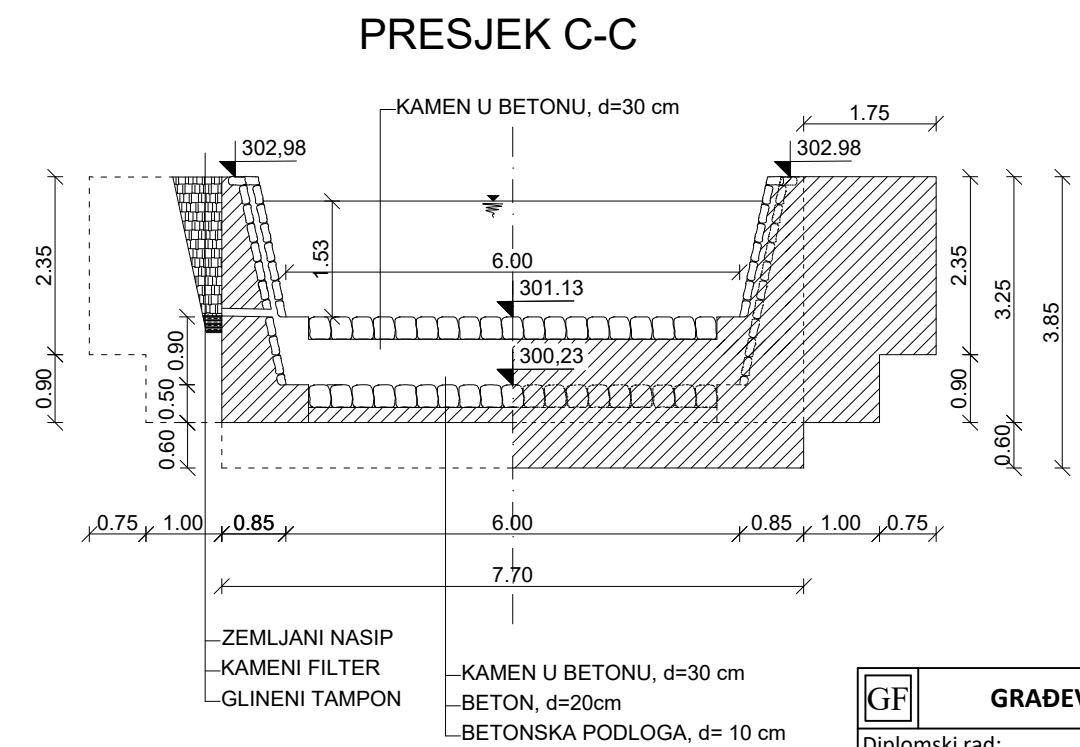 PRESJEK C-C
KAMEN U BETONU, d=30 cm
1.75
302,98
302.98
2.35
1.53
6.00
301.13
2.35
3.25
3.85
300,23
0.90
0.90
0.50
0.60
0.90
0.60
0.75 1.00 0.85 6.00 0.85 1.00 0.75
7.70
ZEMLJANI NASIP
KAMENI FILTER
GLINENI TAMPON
KAMEN U BETONU, d=30 cm
BETON, d=20cm
BETONSKA PODLOGA, d= 10 cm
GF GRAĐEV
Diplomski rad: